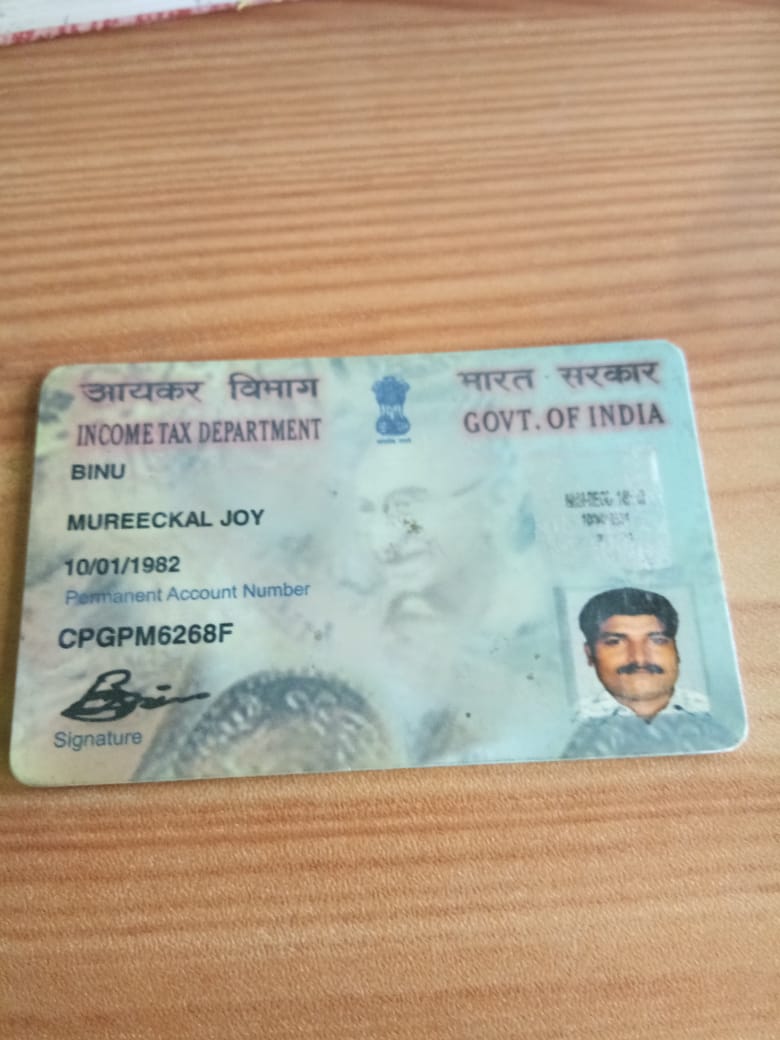 आयकर विभाग
INCOME TAX DEPARTMENT
भारत सरकार
GOVT. OF INDIA
BINU
MUREECKAL JOY
10/01/1982
Permanent Account Number
CPGPM6268F
Signature